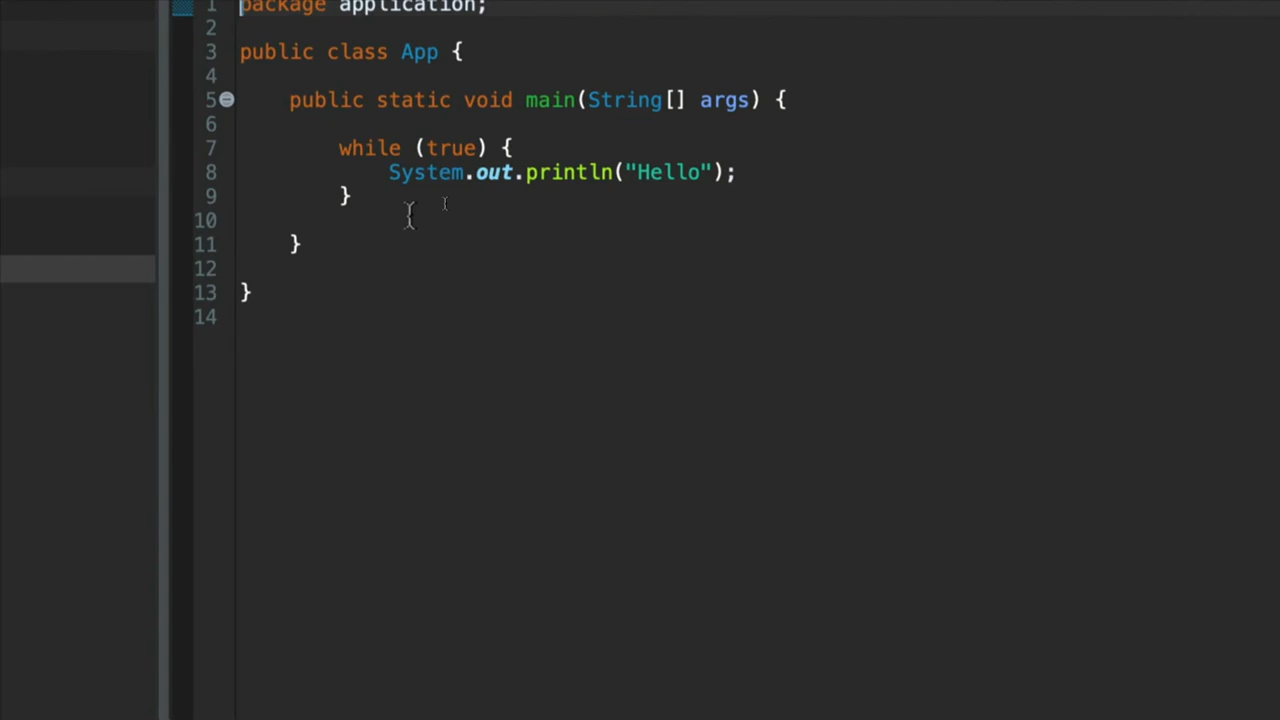 1 package application;
2
3 public class App {
4
5 public static void main(String[] args) {
6
7 while (true) {
8 System.out.println("Hello");
9 }
10
11 }
12
13 }
14